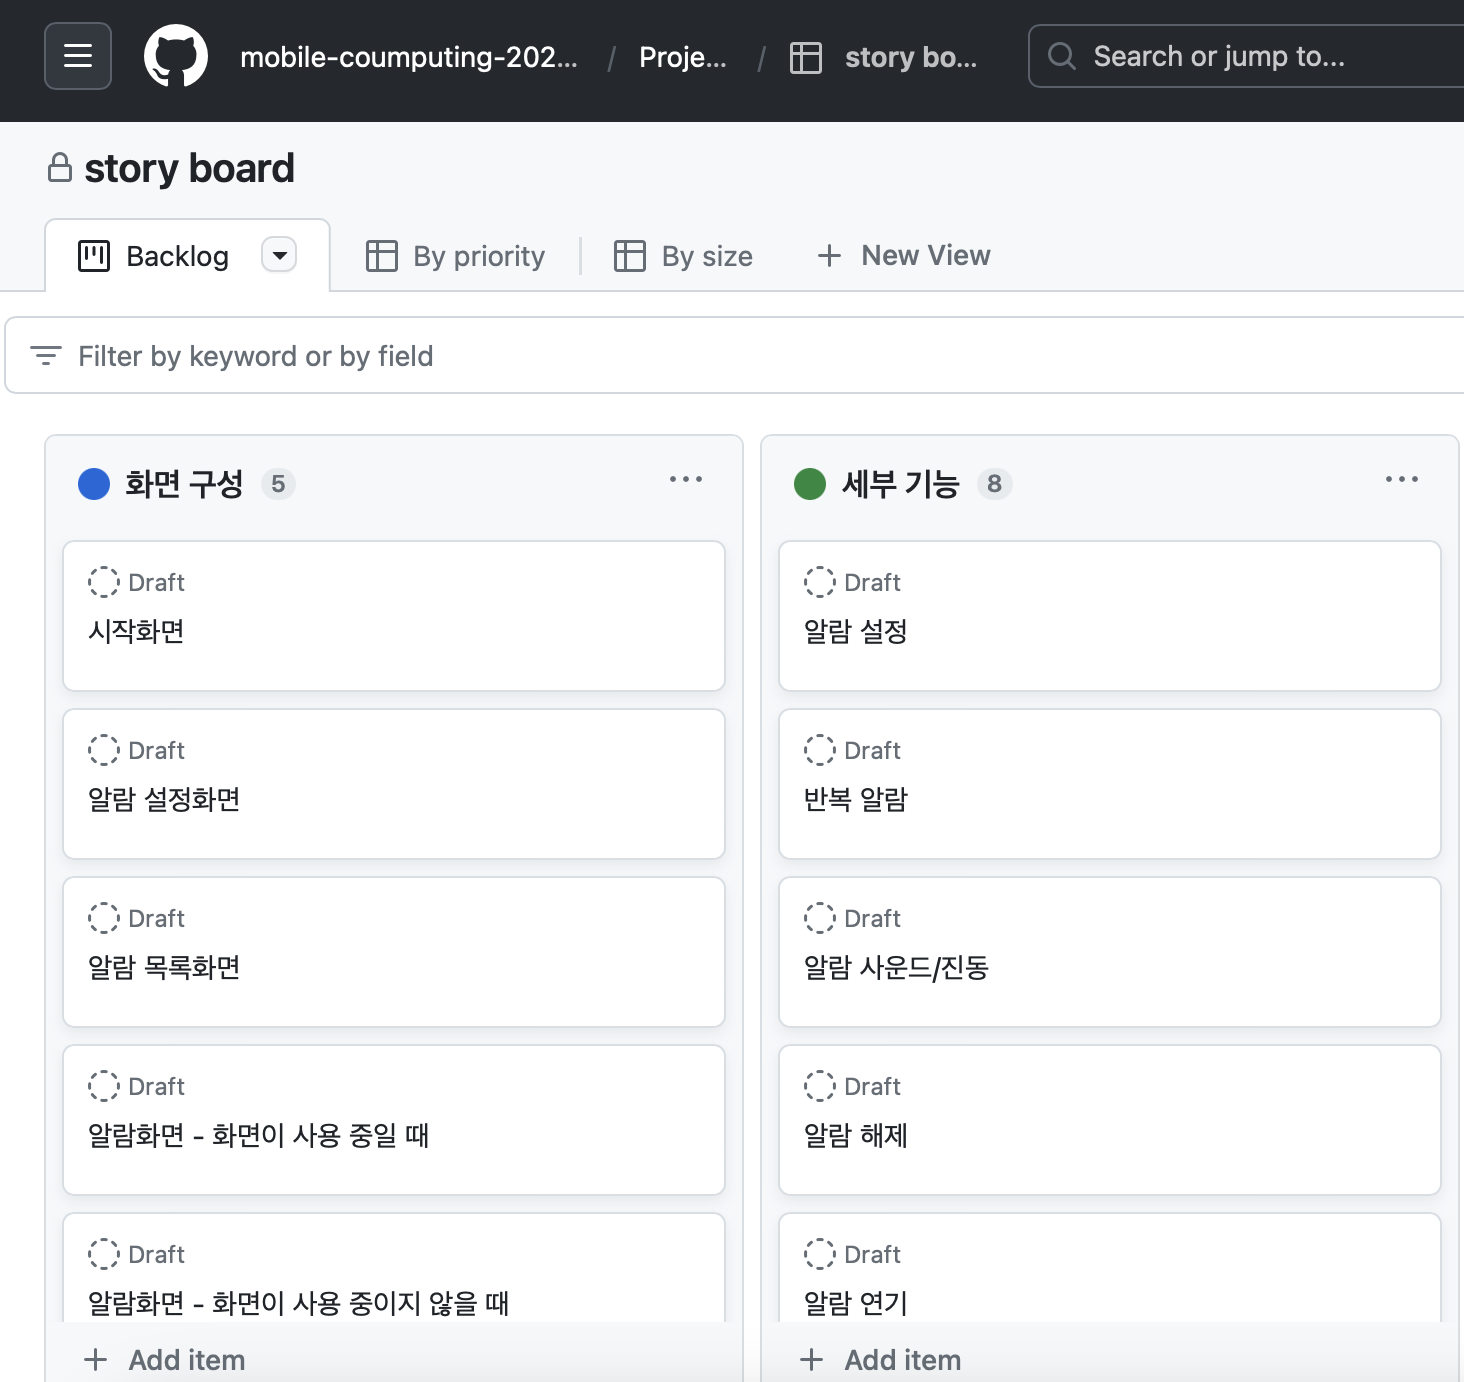 mobile-coumputing-202... / Proje... / story bo...
Search or jump to...
story board
Backlog
By priority
By size
New View
Filter by keyword or by field
화면 구성 5
Draft
시작화면
Draft
알람 설정화면
Draft
알람 목록화면
Draft
알람화면 - 화면이 사용 중일 때
Draft
알람화면 - 화면이 사용 중이지 않을 때
Add item
세부 기능 8
Draft
알람 설정
Draft
반복 알람
Draft
알람 사운드/진동
Draft
알람 해제
Draft
알람 연기
Add item